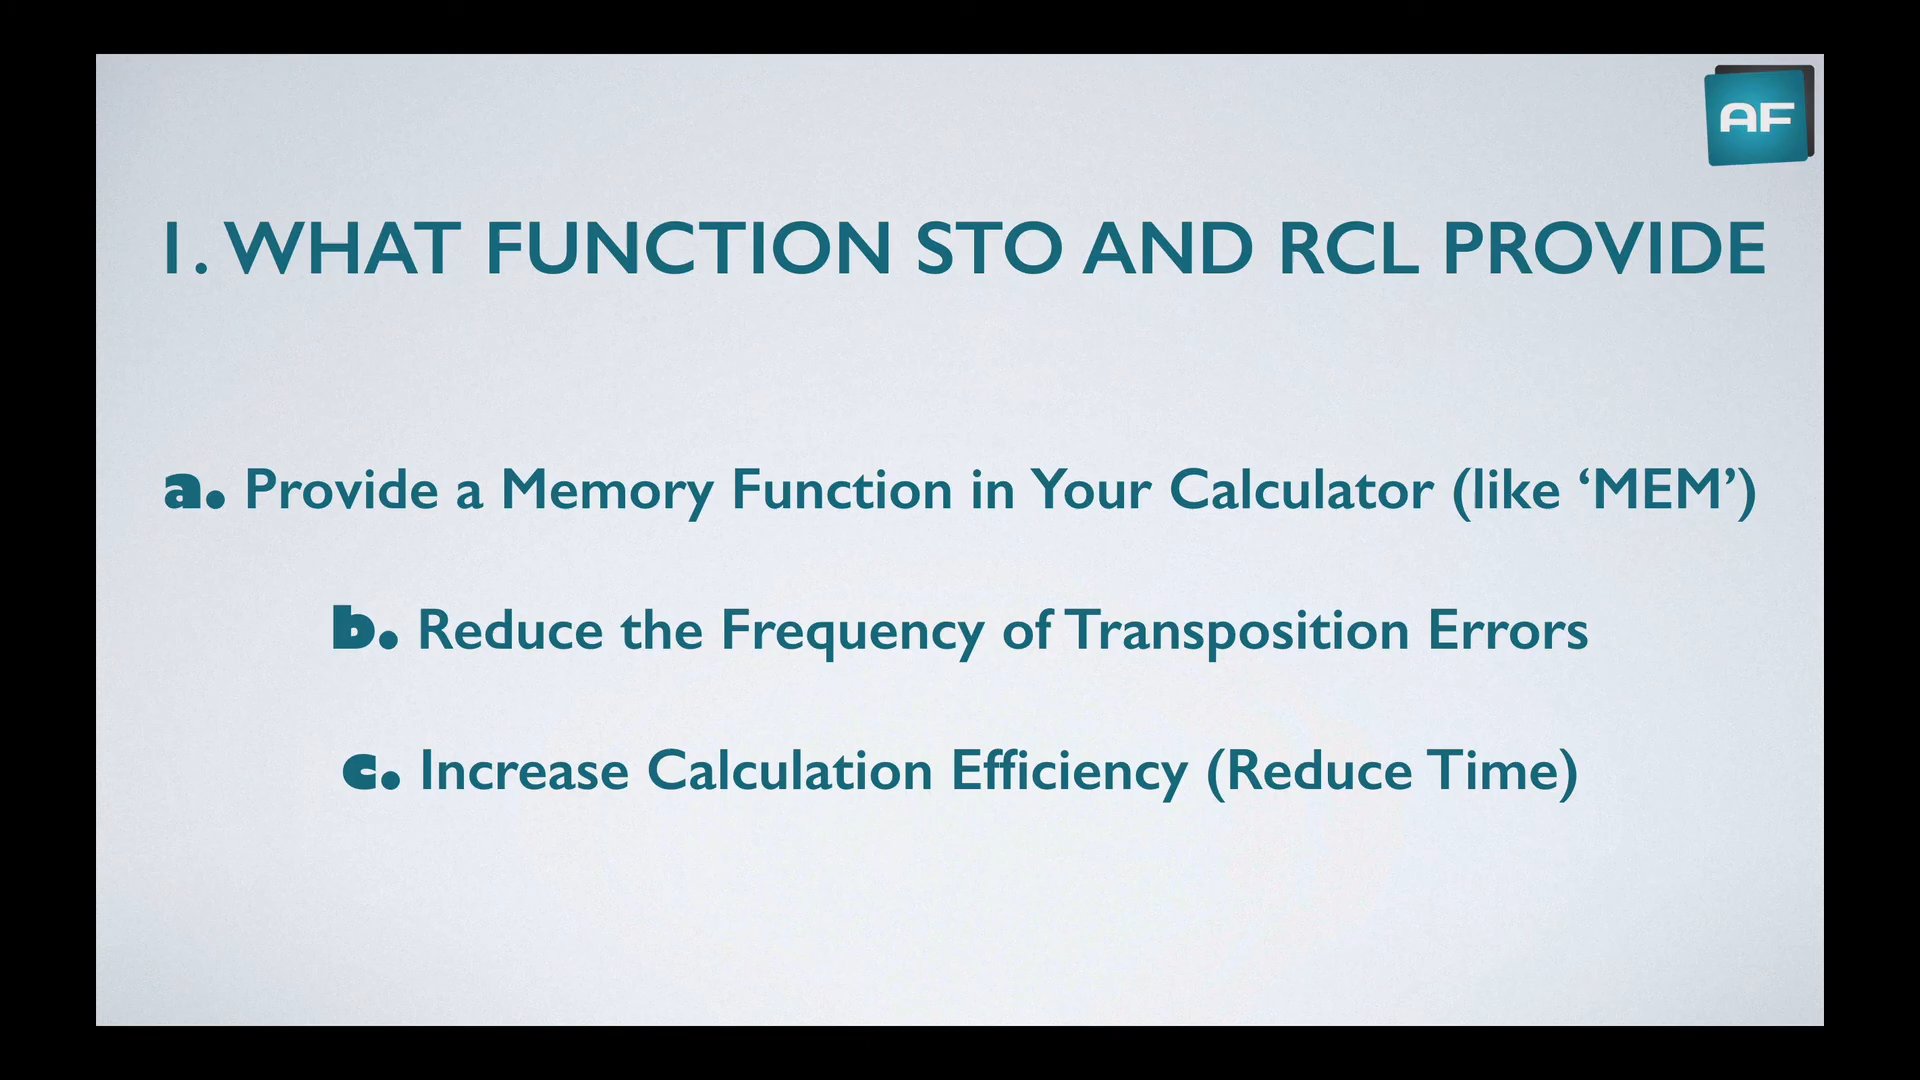 AF
1. WHAT FUNCTION STO AND RCL PROVIDE
a. Provide a Memory Function in Your Calculator (like ‘MEM’)
b. Reduce the Frequency of Transposition Errors
c. Increase Calculation Efficiency (Reduce Time)